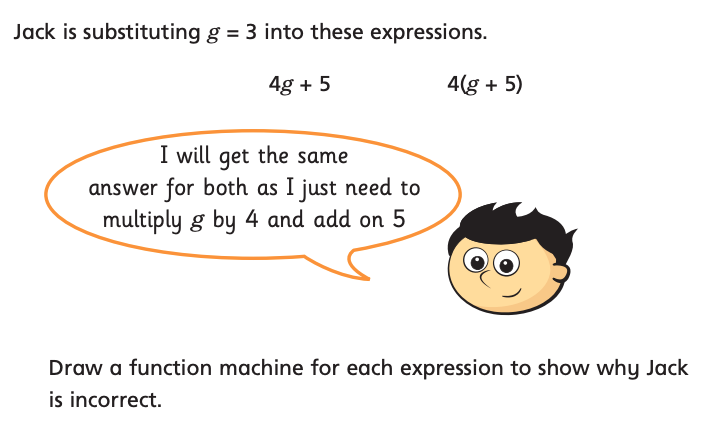 Jack is substituting g = 3 into these expressions.
4g + 5 4(g + 5)
I will get the same
answer for both as I just need to
multiply g by 4 and add on 5
Draw a function machine for each expression to show why Jack
is incorrect.